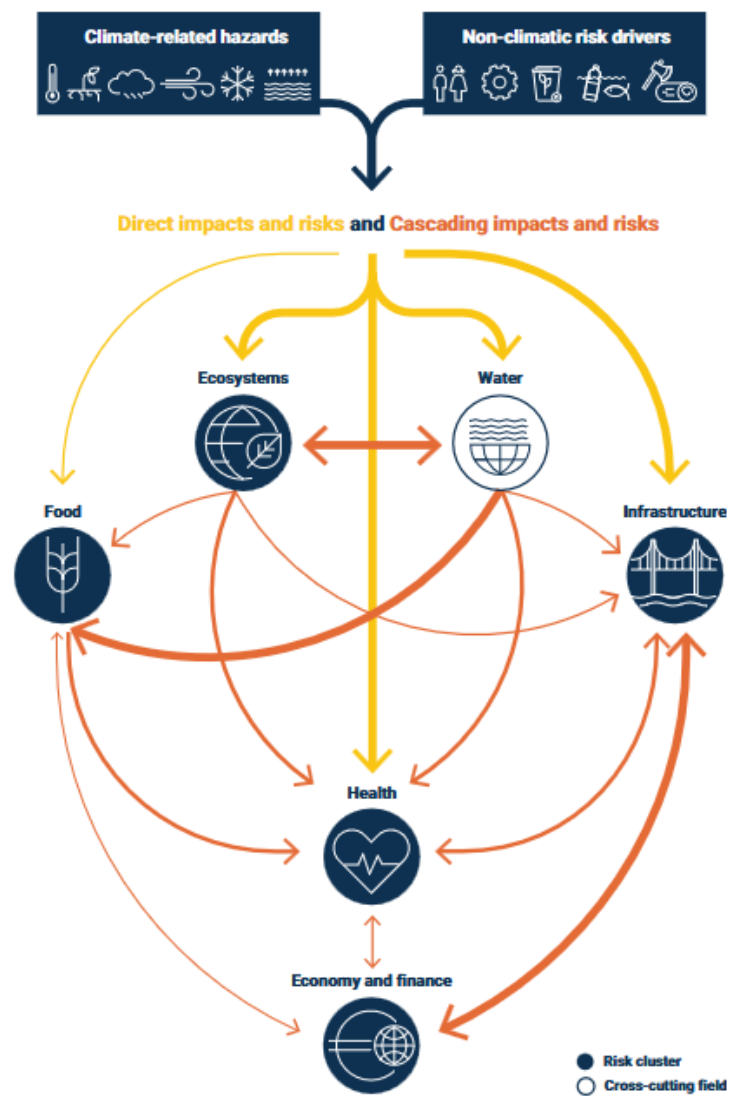 Climate-related hazards
Non-climatic risk drivers
Direct impacts and risks and Cascading impacts and risks
Ecosystems
Water
Food
Infrastructure
Health
Economy and finance
Risk cluster
Cross-cutting field